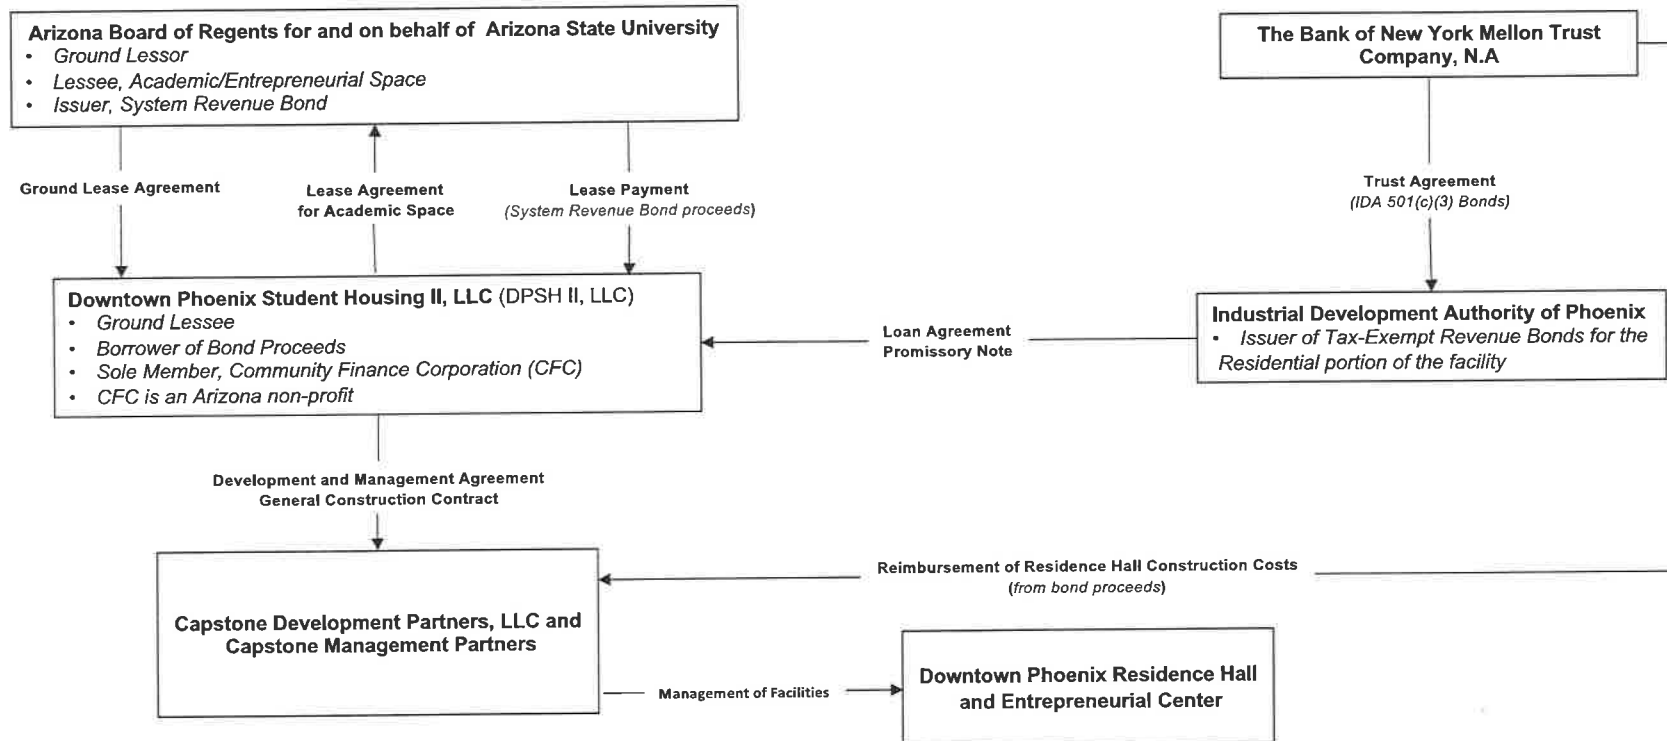 Arizona Board of Regents for and on behalf of Arizona State University
• Ground Lessor
• Lessee, Academic/Entrepreneurial Space
• Issuer, System Revenue Bond
The Bank of New York Mellon Trust
Company, N.A
Ground Lease Agreement
Lease Agreement
for Academic Space
Lease Payment
(System Revenue Bond proceeds)
Trust Agreement
(IDA 501(c)(3) Bonds)
Downtown Phoenix Student Housing II, LLC (DPSH II, LLC)
• Ground Lessee
• Borrower of Bond Proceeds
• Sole Member, Community Finance Corporation (CFC)
• CFC is an Arizona non-profit
Loan Agreement
Promissory Note
Industrial Development Authority of Phoenix
• Issuer of Tax-Exempt Revenue Bonds for the
Residential portion of the facility
Development and Management Agreement
General Construction Contract
Capstone Development Partners, LLC and
Capstone Management Partners
Reimbursement of Residence Hall Construction Costs
(from bond proceeds)
Management of Facilities
Downtown Phoenix Residence Hall
and Entrepreneurial Center